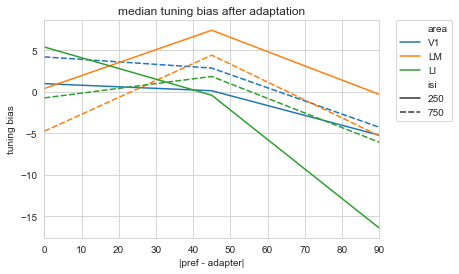 median tuning bias after adaptation
area
V1
LM
LI
isi
250
750
tuning bias
5
0
−5
−10
−15
0 10 20 30 40 50 60 70 80 90
|pref - adapter|